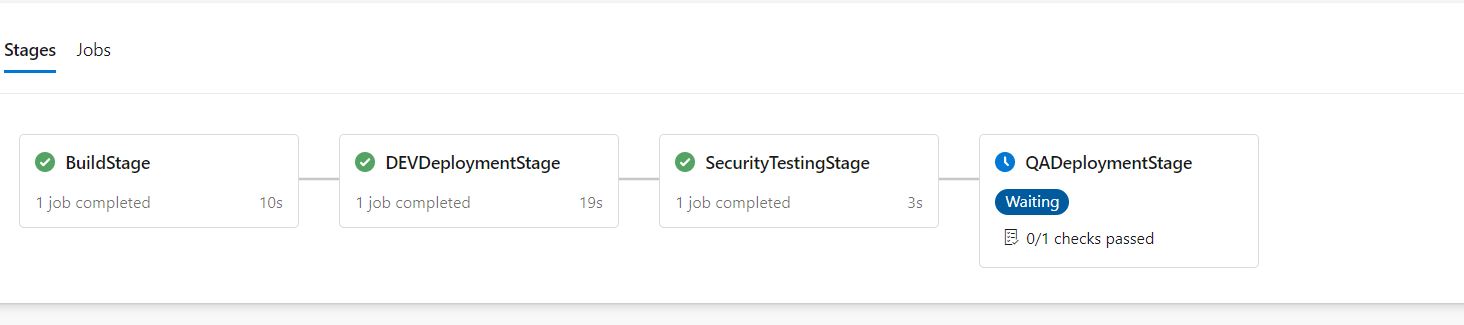 Stages Jobs
BuildStage
1 job completed 10s
DEVDeploymentStage
1 job completed 19s
SecurityTestingStage
1 job completed 3s
QADeploymentStage
Waiting
0/1 checks passed